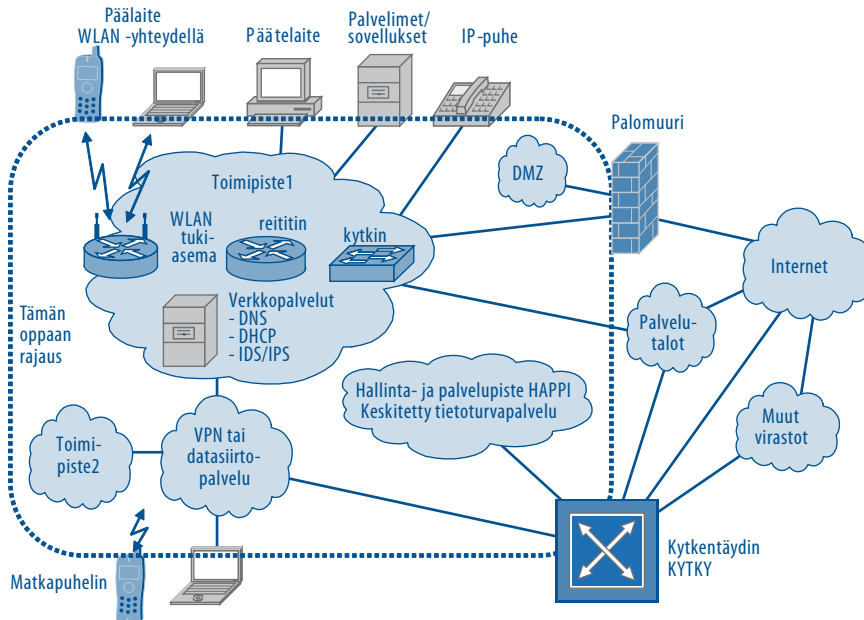 Päälaite
WLAN -yhteydellä
Päätelaite
Palvelimet/
sovellukset
IP-puhe
Palomuuri
DMZ
Toimipiste1
WLAN
tuki-
asema
reititin
kytkin
Internet
Verkkopalvelut
- DNS
- DHCP
- IDS/IPS
Tämän
oppaan
rajaus
Palvelu-
talot
Hallinta- ja palvelupiste HAPPI
Keskitetty tietoturvapalvelu
Muut
virastot
Toimi-
piste2
VPN tai
datasiirto-
palvelu
Kytkentäydin
KYTKY
Matkapuhelin